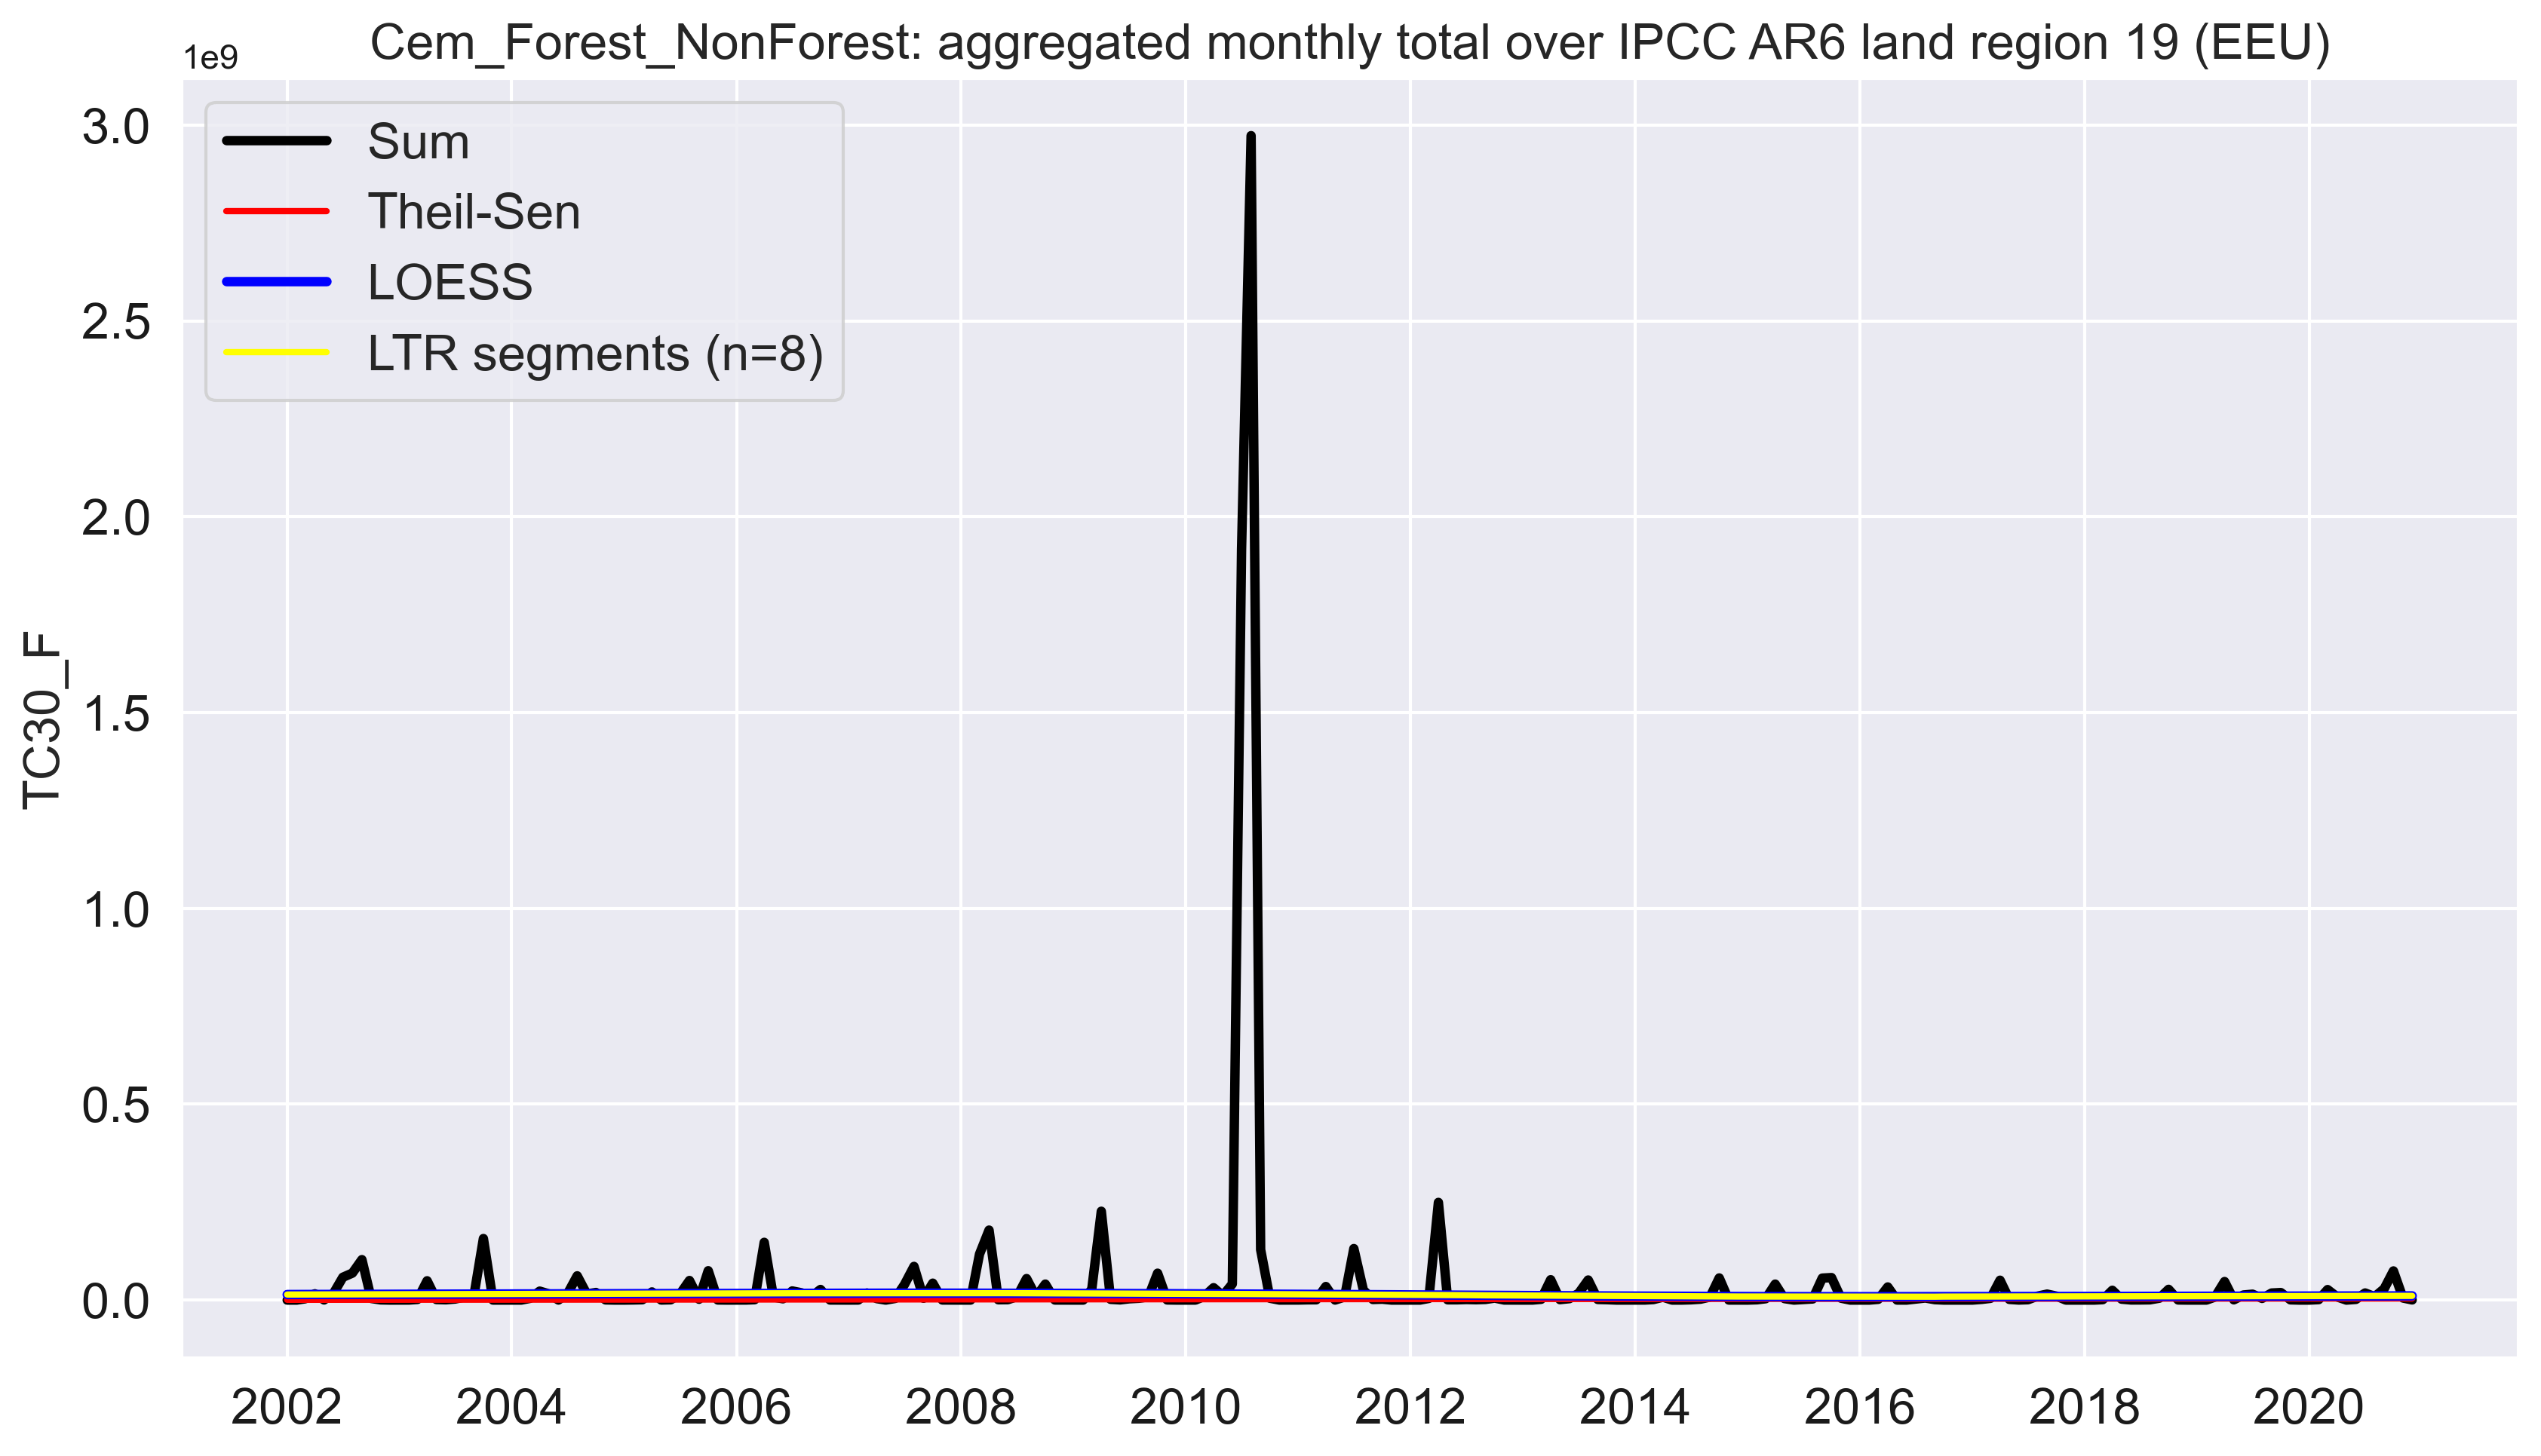 Cem_Forest_NonForest: aggregated monthly total over IPCC AR6 land region 19 (EEU)
1e9
3.0
2.5
2.0
1.5
1.0
0.5
0.0
TC30_F
Sum
Theil-Sen
LOESS
LTR segments (n=8)
2002 2004 2006 2008 2010 2012 2014 2016 2018 2020